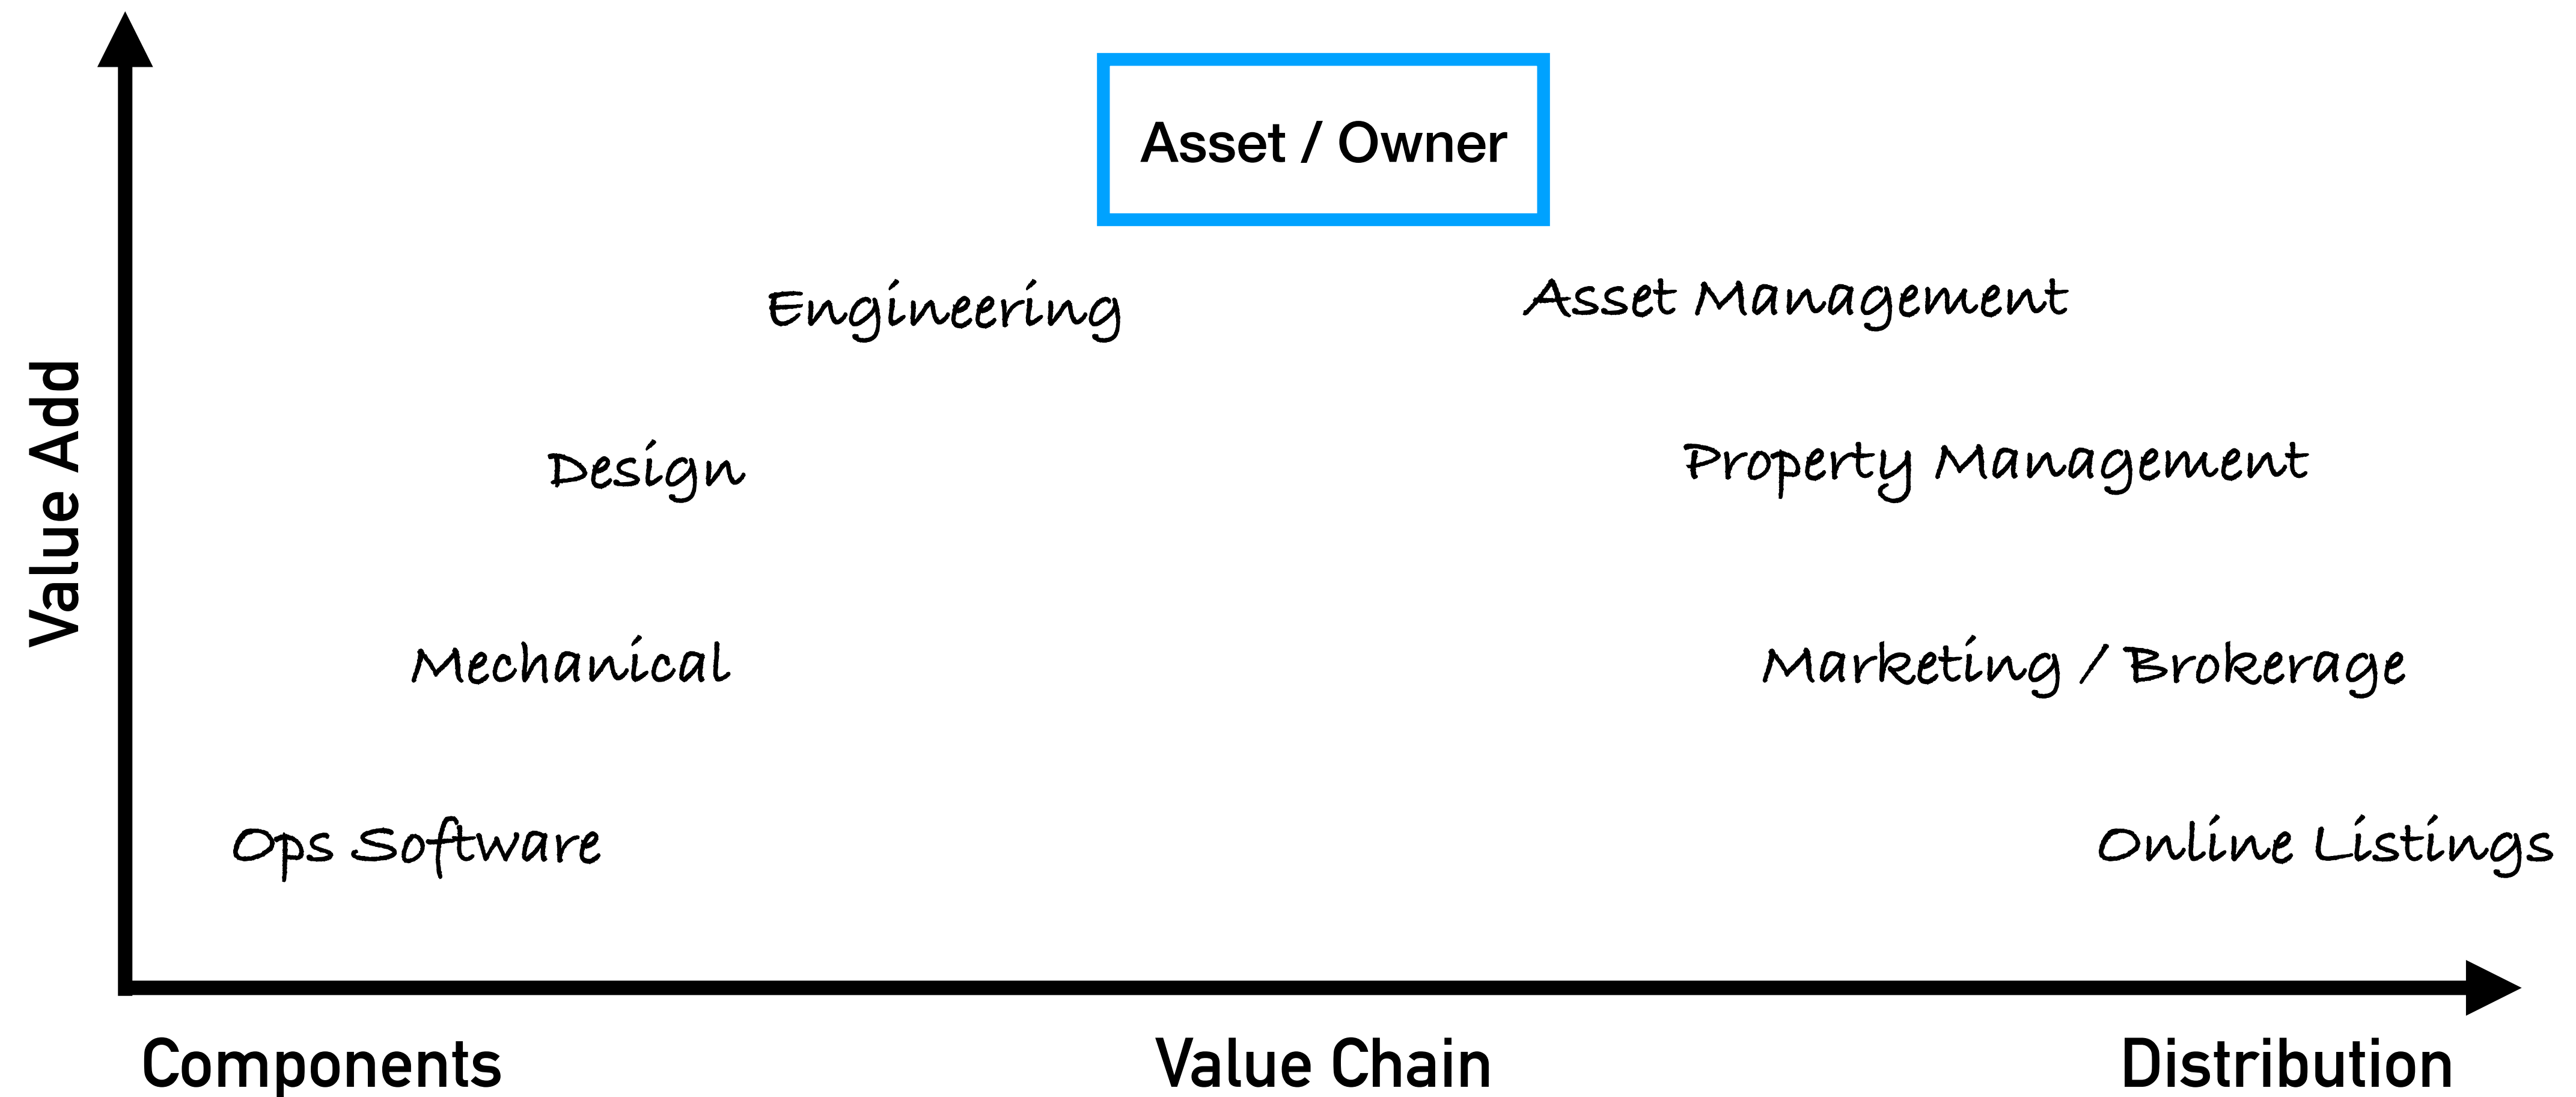 Asset / Owner
Engineering
Asset Management
Value Add
Design
Property Management
Mechanical
Marketing / Brokerage
Ops Software
Online Listings
Components
Value Chain
Distribution